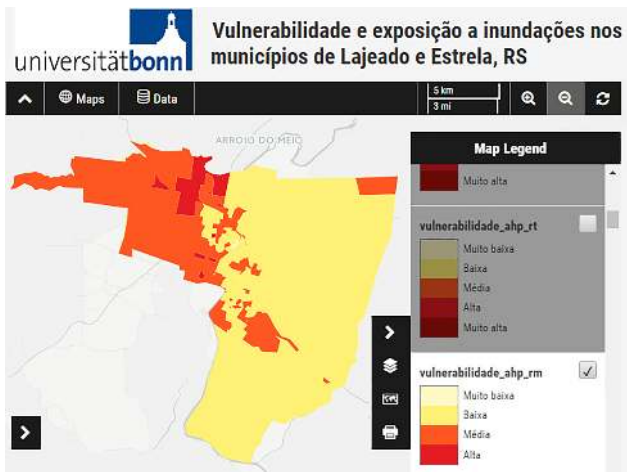 universitätbonn
Vulnerabilidade e exposição a inundações nos
municípios de Lajeado e Estrela, RS
Maps
Data
5 km
3 mi
ARROIO DO MEIO
Map Legend
Muito alta
vulnerabilidade_ahp_rt
Muito baixa
Baixa
Média
Alta
Muito alta
vulnerabilidade_ahp_rm
Muito baixa
Baixa
Média
Alta